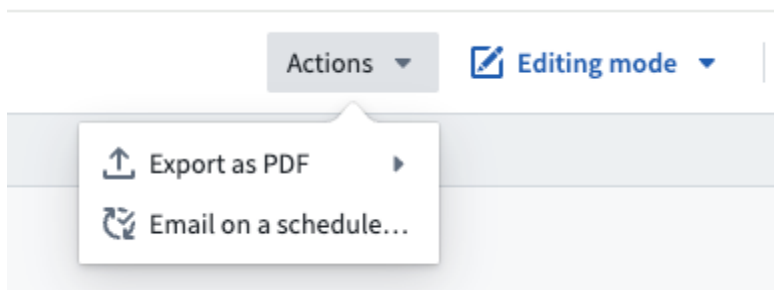 Actions
Editing mode
Export as PDF
Email on a schedule...